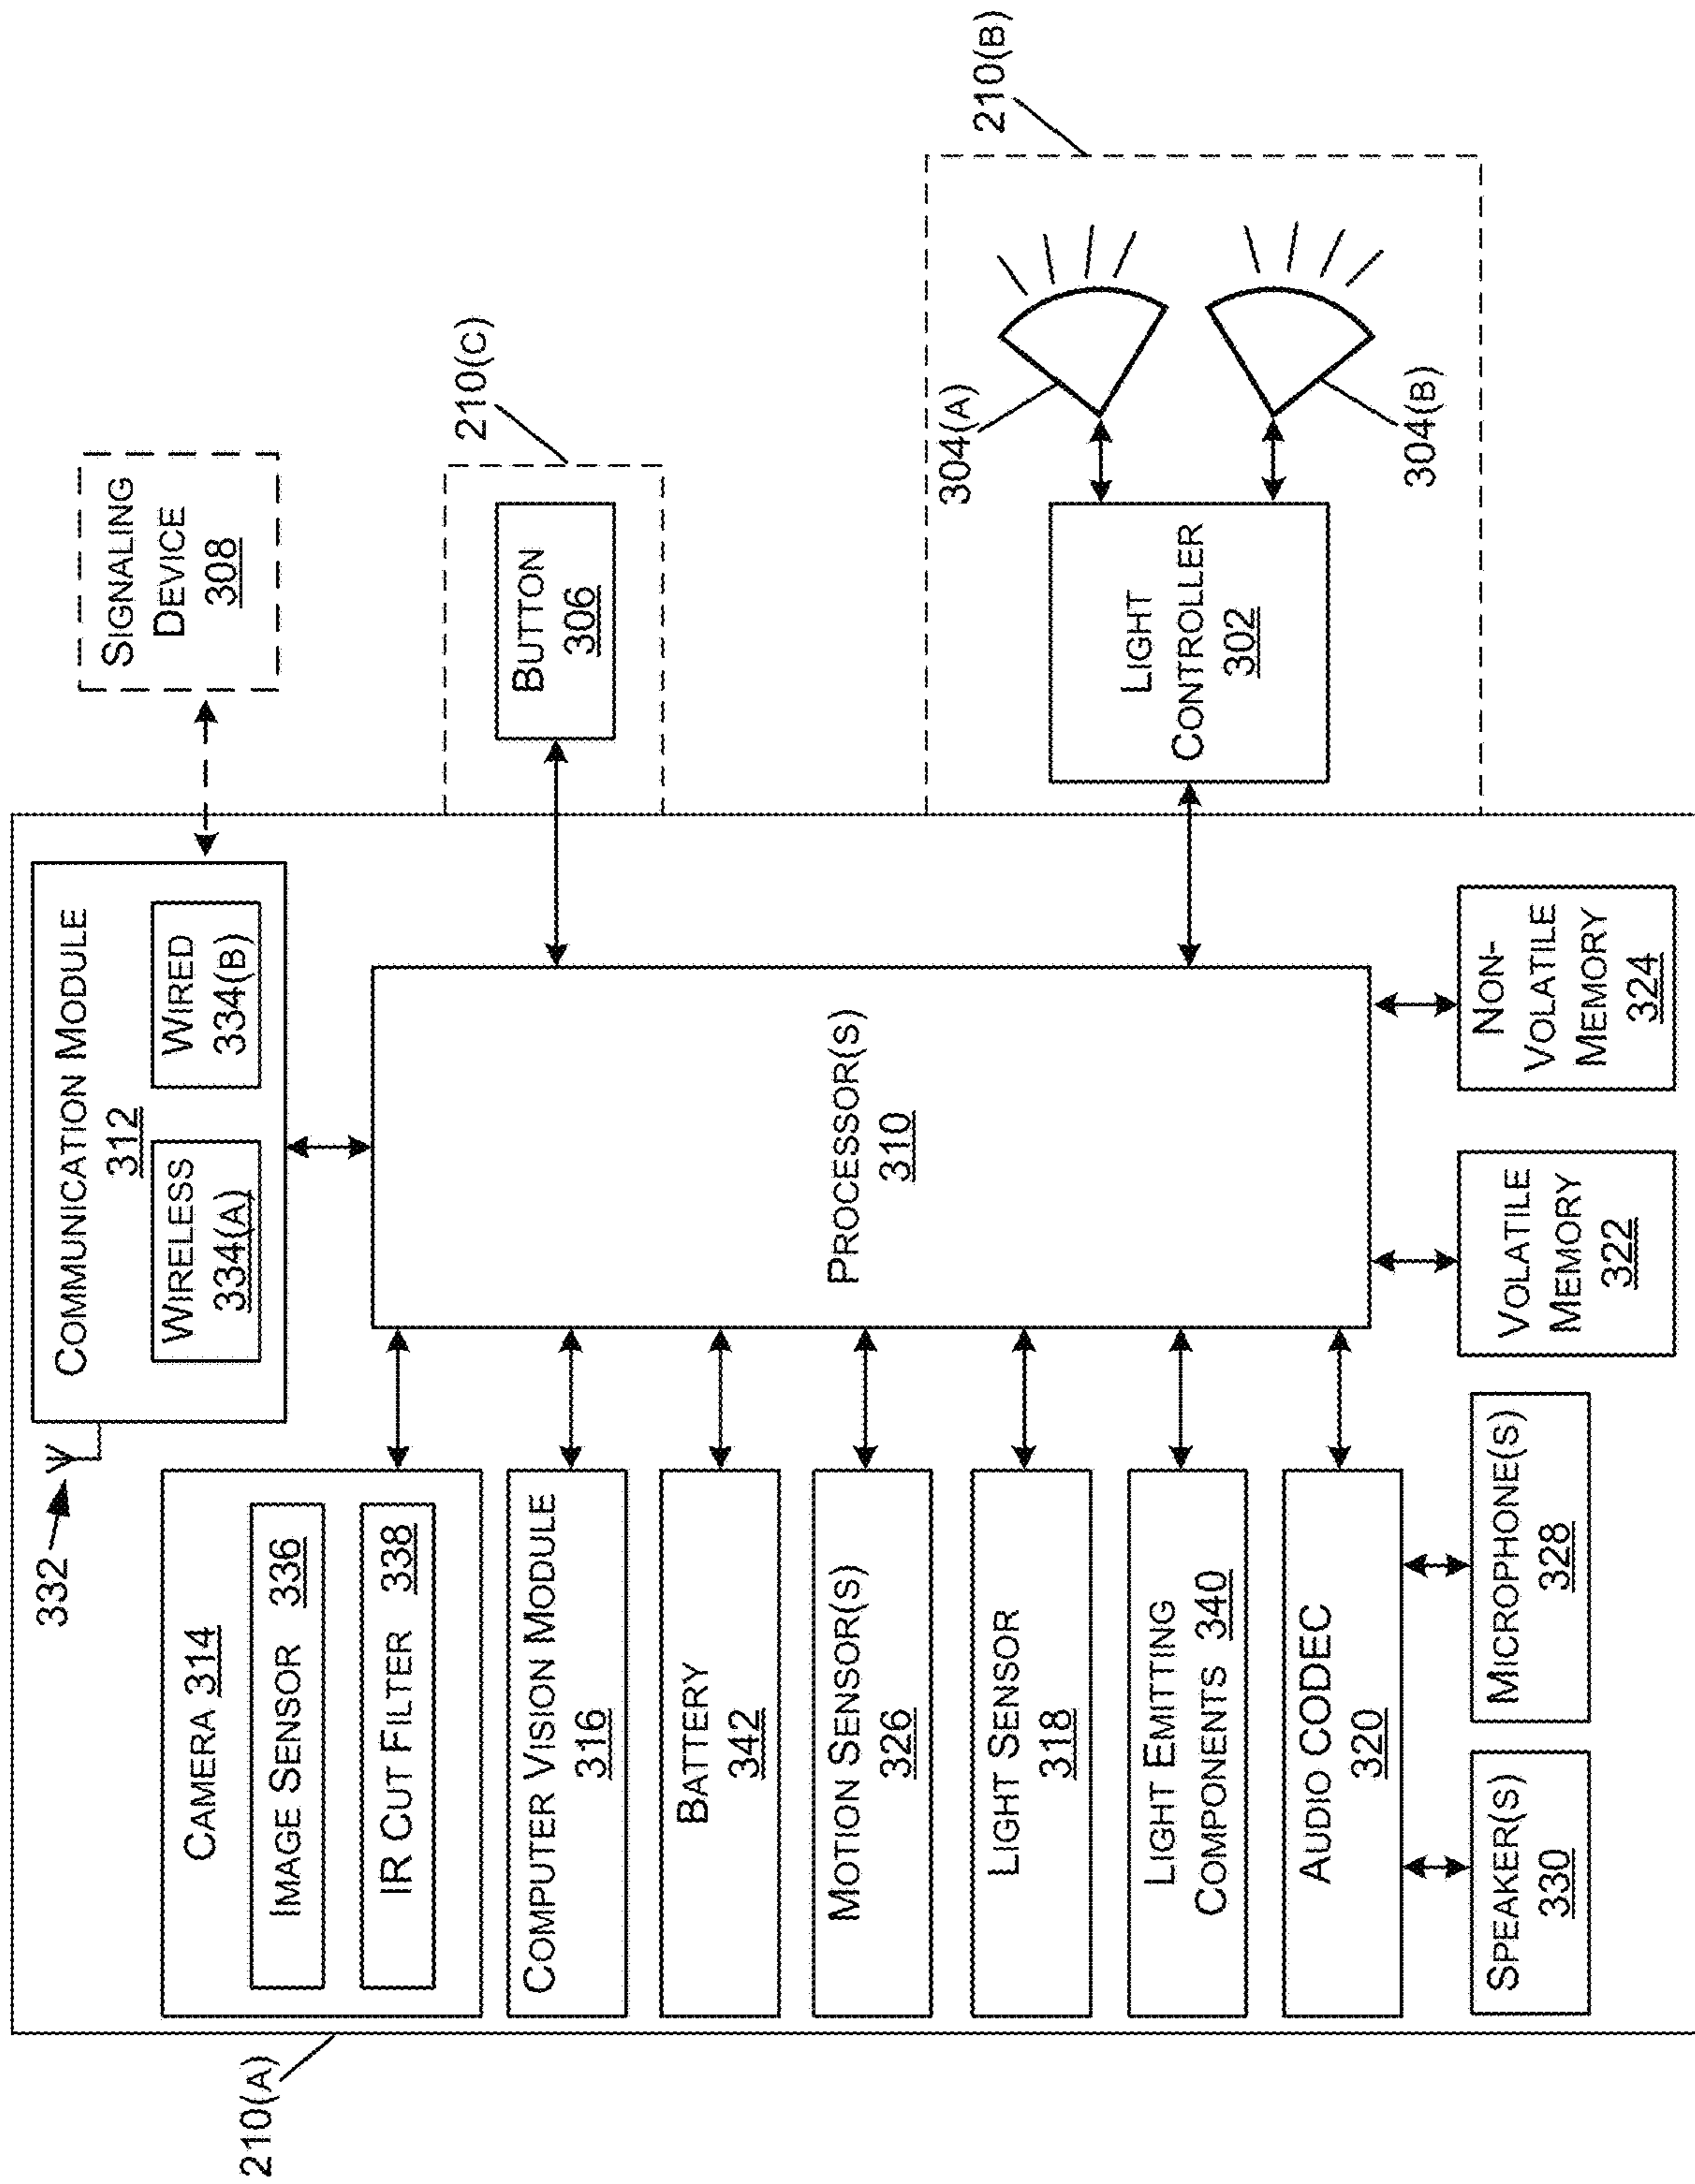 210(A)
332
CAMERA 314
IMAGE SENSOR 336
IR CUT FILTER 338
COMPUTER VISION MODULE
316
BATTERY
342
MOTION SENSOR(S)
326
LIGHT SENSOR
318
LIGHT EMITTING
COMPONENTS 340
AUDIO CODEC
320
SPEAKER(S)
330
MICROPHONE(S)
328
COMMUNICATION MODULE
312
WIRELESS
334(A)
WIRED
334(B)
PROCESSOR(S)
310
VOLATILE
MEMORY
322
NON-
VOLATILE
MEMORY
324
SIGNALING
DEVICE
308
210(C)
BUTTON
306
210(B)
LIGHT
CONTROLLER
302
304(A)
304(B)